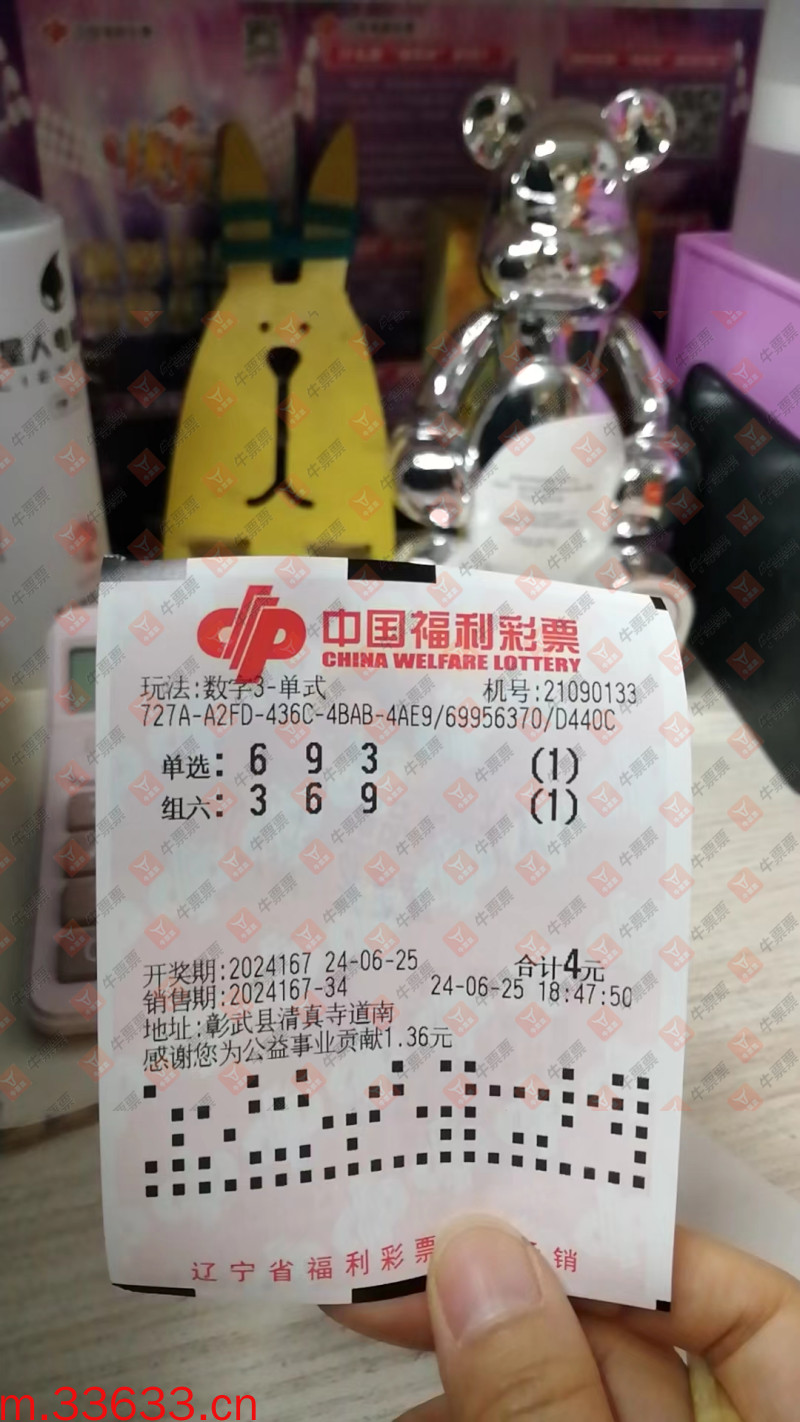 中国福利彩票
CHINA WELFARE LOTTERY
玩法:数字3-单式 机号:21090133
727A-A2FD-436C-4BAB-4AE9/69956370/D440C
单选: 6 9 3 (1)
组六: 3 6 9 (1)
开奖期:2024167 24-06-25 合计4元
销售期:2024167-34 24-06-25 18:47:50
地址:彰武县清真寺道南
感谢您为公益事业贡献1.36元
辽宁省福利彩票 销
牛票票
m.33633.cn